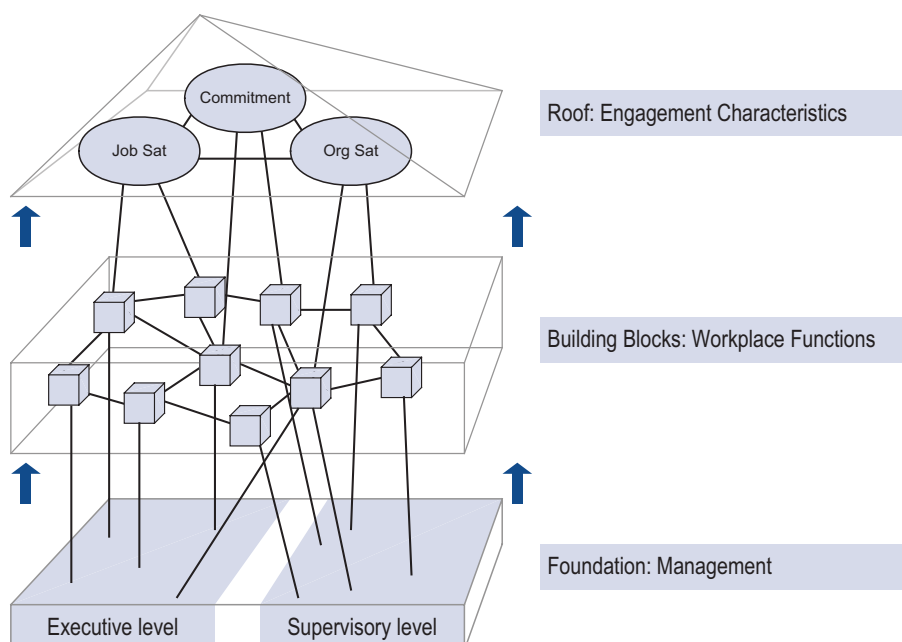 Commitment
Roof: Engagement Characteristics
Job Sat
Org Sat
Building Blocks: Workplace Functions
Foundation: Management
Executive level
Supervisory level